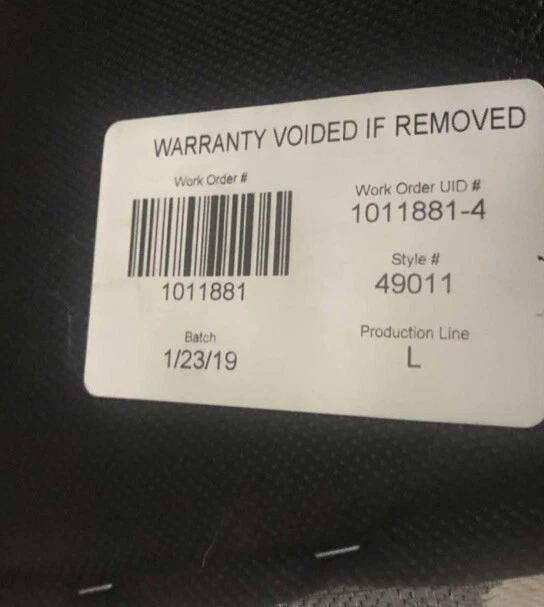 WARRANTY VOIDED IF REMOVED
Work Order #
1011881
Batch
1/23/19
Work Order UID #
1011881-4
Style #
49011
Production Line
L